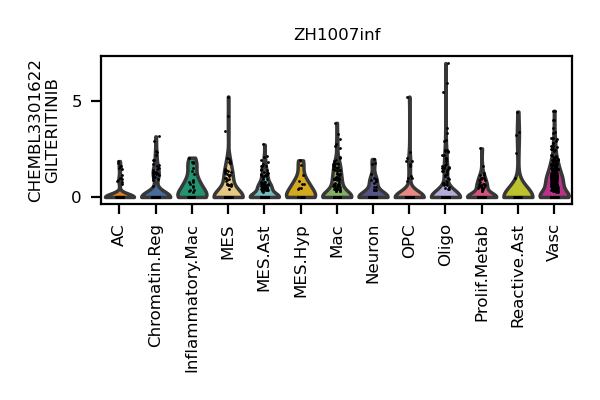 ZH1007inf
CHEMBL3301622
GILTERITINIB
5
0
AC
Chromatin.Reg
Inflammatory.Mac
MES
MES.Ast
MES.Hyp
Mac
Neuron
OPC
Oligo
Prolif.Metab
Reactive.Ast
Vasc